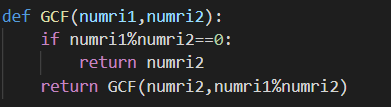 def GCF(numri1,numri2):
    if numri1%numri2==0:
        return numri2
    return GCF(numri2,numri1%numri2)